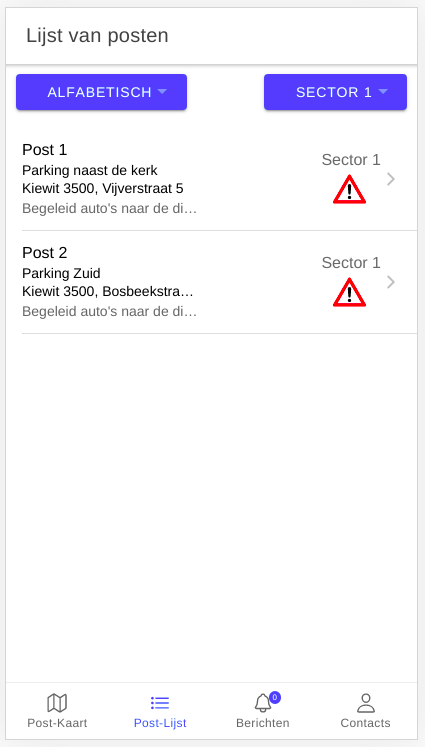 Lijst van posten
ALFABETISCH
SECTOR 1
Post 1
Parking naast de kerk
Kiewit 3500, Vijverstraat 5
Begeleid auto's naar de di…
Sector 1
Post 2
Parking Zuid
Kiewit 3500, Bosbeekstra…
Begeleid auto's naar de di…
Sector 1
0
Post-Kaart
Post-Lijst
Berichten
Contacts